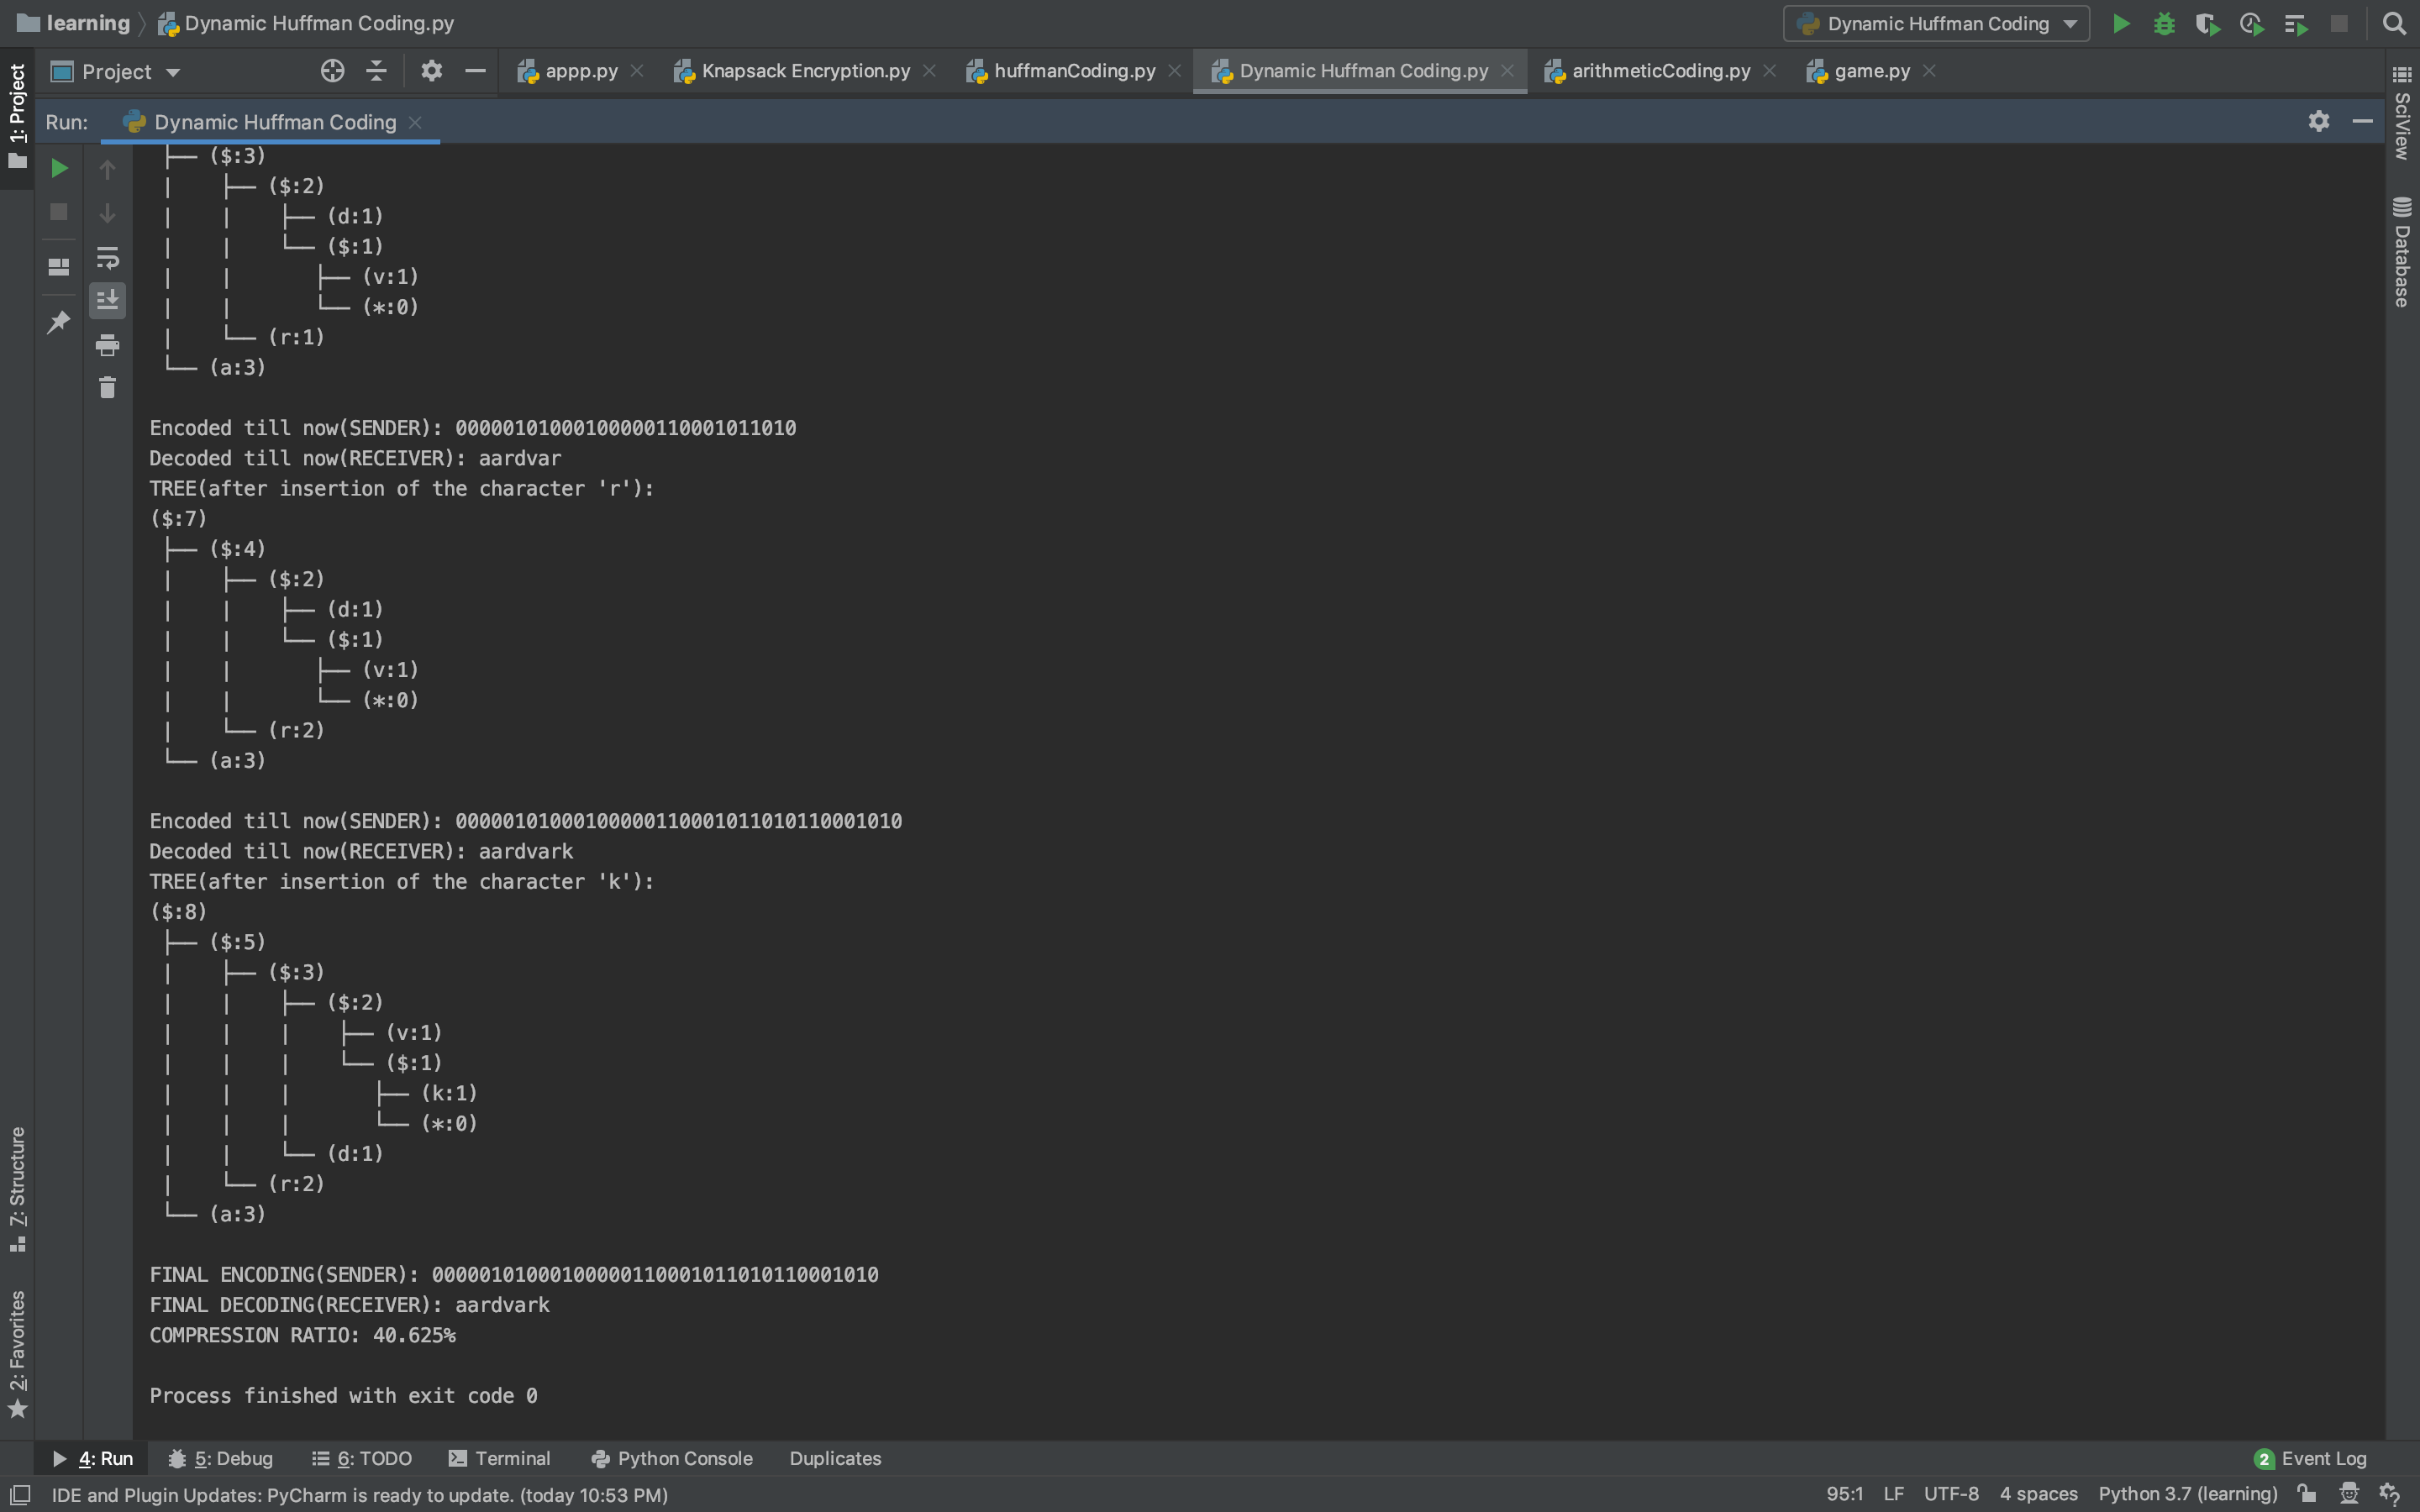 learning Dynamic Huffman Coding.py Dynamic Huffman Coding
Project appp.py Knapsack Encryption.py huffmanCoding.py Dynamic Huffman Coding.py arithmeticCoding.py game.py
Run: Dynamic Huffman Coding
1: Project
7: Structure
2: Favorites
SciView
Database
├── ($:3)
│ ├── ($:2)
│ │ ├── (d:1)
│ │ └── ($:1)
│ │ ├── (v:1)
│ │ └── (*:0)
│ └── (r:1)
└── (a:3)
Encoded till now(SENDER): 00000101000100000110001011010
Decoded till now(RECEIVER): aardvar
TREE(after insertion of the character 'r'):
($:7)
├── ($:4)
│ ├── ($:2)
│ │ ├── (d:1)
│ │ └── ($:1)
│ │ ├── (v:1)
│ │ └── (*:0)
│ └── (r:2)
└── (a:3)
Encoded till now(SENDER): 00000101000100000110001011010110001010
Decoded till now(RECEIVER): aardvark
TREE(after insertion of the character 'k'):
($:8)
├── ($:5)
│ ├── ($:3)
│ │ ├── ($:2)
│ │ │ ├── (v:1)
│ │ │ └── ($:1)
│ │ │ ├── (k:1)
│ │ │ └── (*:0)
│ │ └── (d:1)
│ └── (r:2)
└── (a:3)
FINAL ENCODING(SENDER): 00000101000100000110001011010110001010
FINAL DECODING(RECEIVER): aardvark
COMPRESSION RATIO: 40.625%
Process finished with exit code 0
4: Run 5: Debug 6: TODO Terminal Python Console Duplicates 2 Event Log
IDE and Plugin Updates: PyCharm is ready to update. (today 10:53 PM) 95:1 LF UTF-8 4 spaces Python 3.7 (learning)